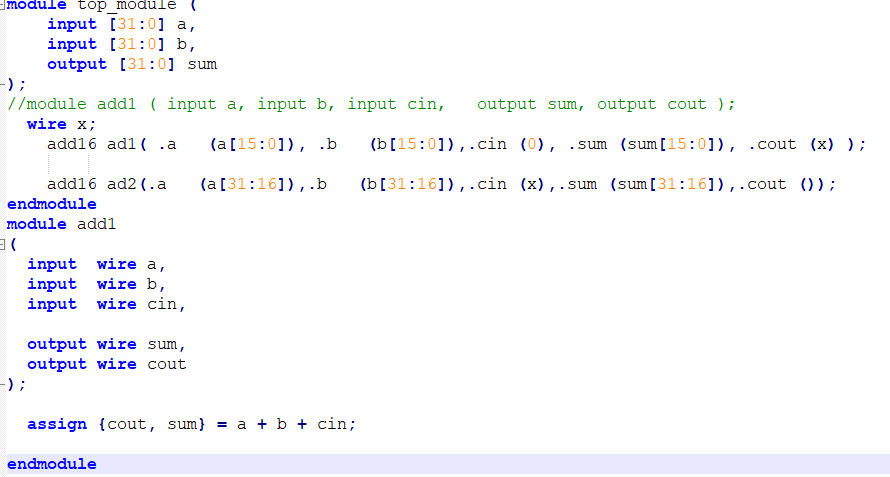 module top_module (
    input [31:0] a,
    input [31:0] b,
    output [31:0] sum
);
//module add1 ( input a, input b, input cin,   output sum, output cout );
  wire x;
    add16 ad1( .a   (a[15:0]), .b   (b[15:0]),.cin (0), .sum (sum[15:0]), .cout (x) );
    add16 ad2(.a   (a[31:16]),.b   (b[31:16]),.cin (x),.sum (sum[31:16]),.cout ());
endmodule
module add1
(
  input  wire a,
  input  wire b,
  input  wire cin,
  output wire sum,
  output wire cout
);
  assign {cout, sum} = a + b + cin;
endmodule